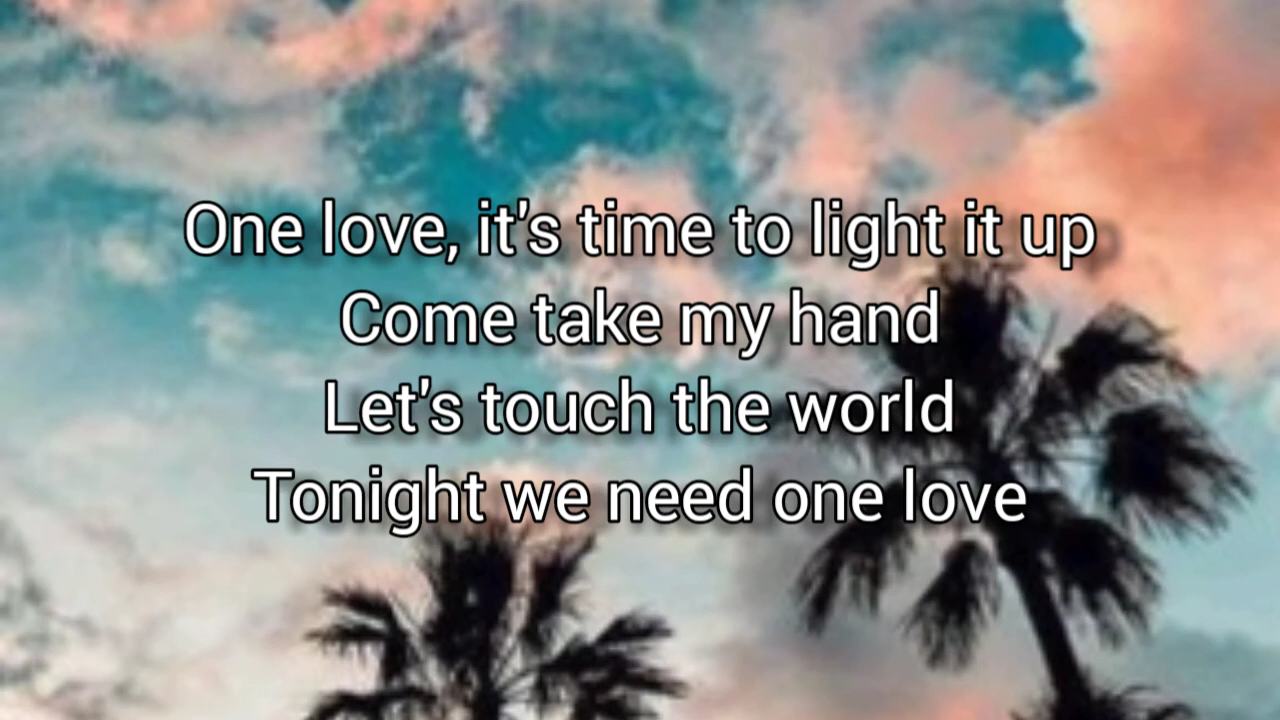 One love, it's time to light it up
Come take my hand
Let's touch the world
Tonight we need one love